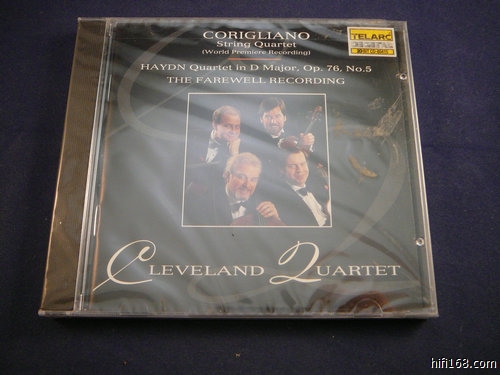 CORIGLIANO
String Quartet
(World Premiere Recording)
HAYDN Quartet in D Major, Op. 76, No.5
THE FAREWELL RECORDING
TELARC
DIGITAL
CLEVELAND QUARTET
hifi168.com